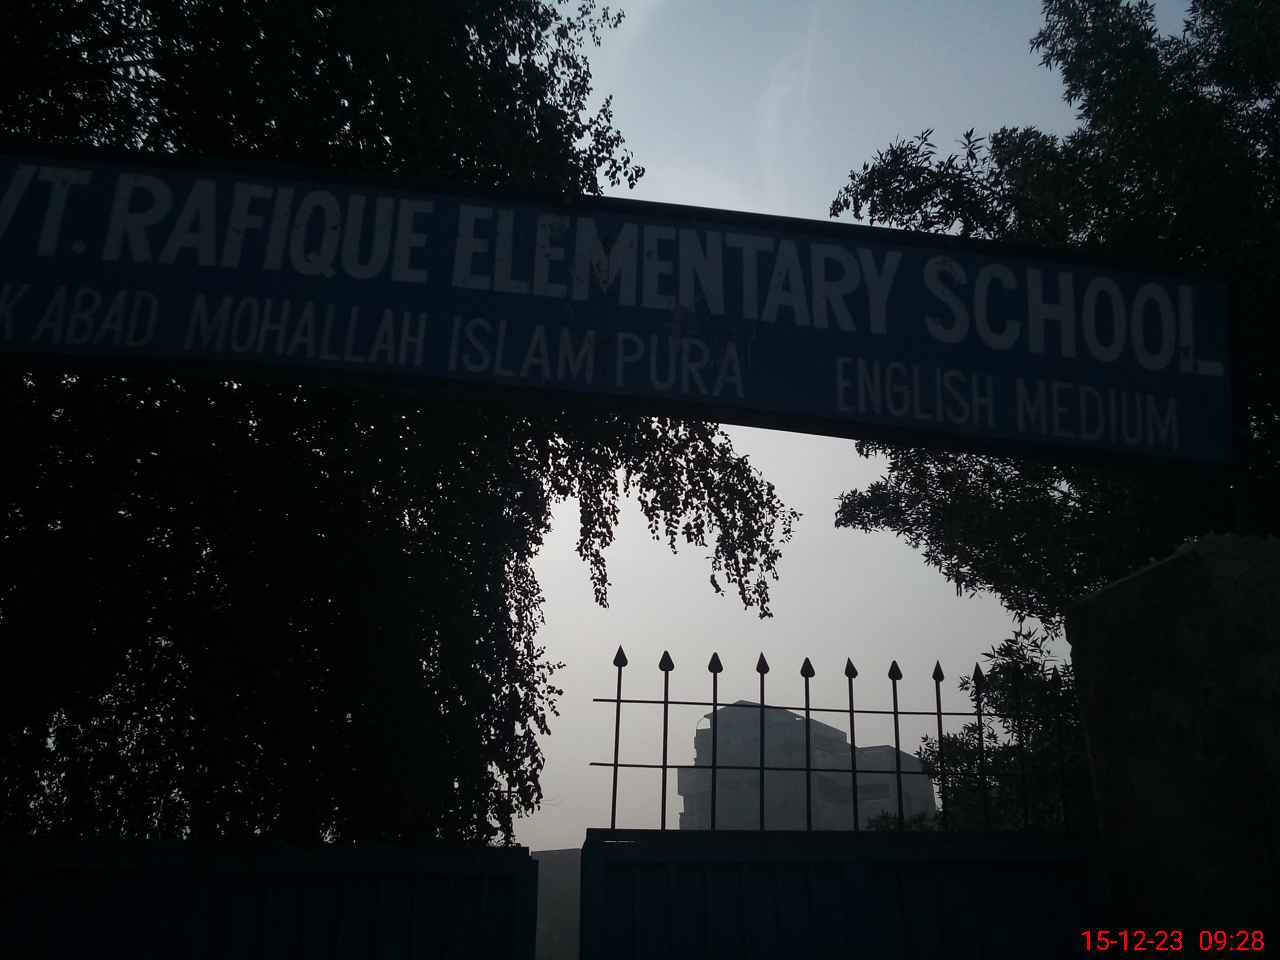 /T. RAFIQUE ELEMENTARY SCHOOL
K ABAD MOHALLAH ISLAM PURA ENGLISH MEDIUM
15-12-23 09:28